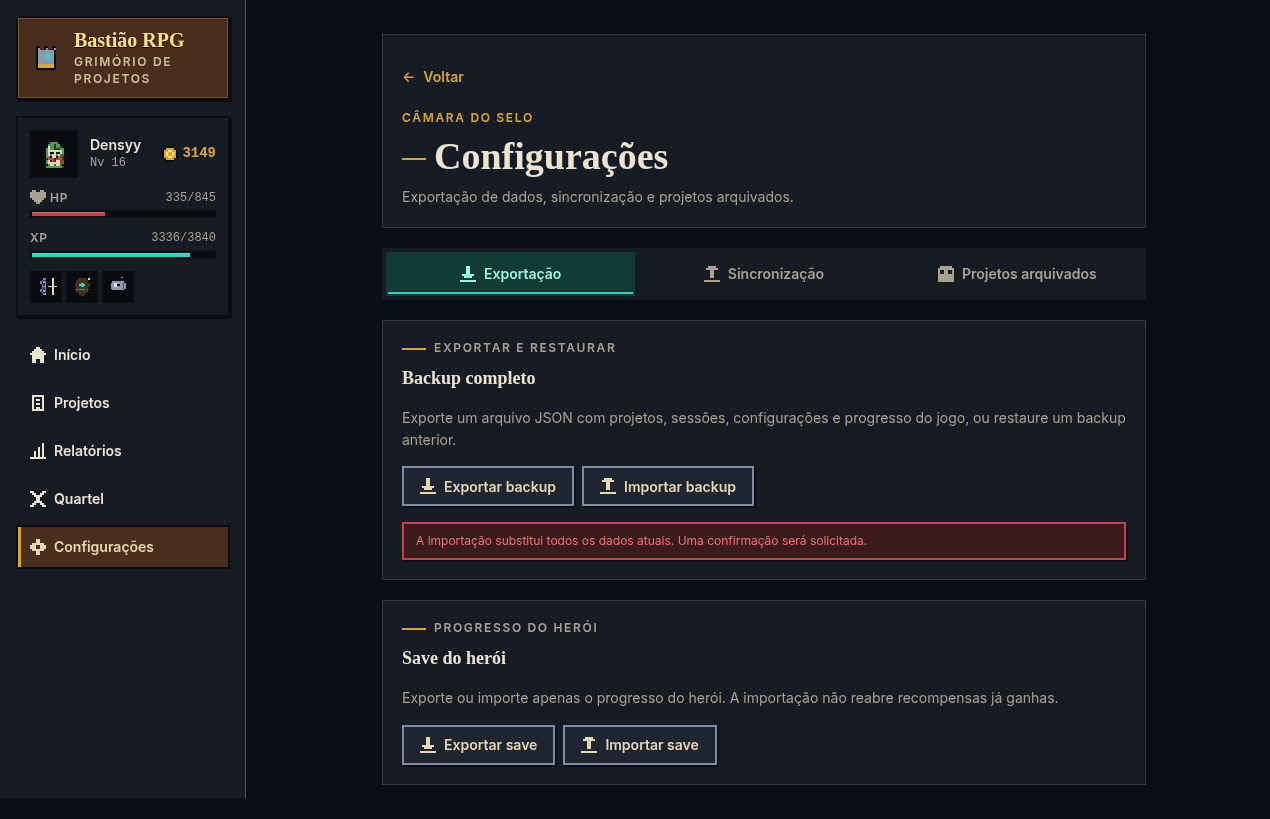 Bastião RPG
GRIMÓRIO DE
PROJETOS
Densyy
3149
Nv 16
HP
335/845
XP
3336/3840
Início
Projetos
Relatórios
Quartel
Configurações
← Voltar
CÂMARA DO SELO
Configurações
Exportação de dados, sincronização e projetos arquivados.
Exportação
Sincronização
Projetos arquivados
EXPORTAR E RESTAURAR
Backup completo
Exporte um arquivo JSON com projetos, sessões, configurações e progresso do jogo, ou restaure um backup
anterior.
Exportar backup
Importar backup
A importação substitui todos os dados atuais. Uma confirmação será solicitada.
PROGRESSO DO HERÓI
Save do herói
Exporte ou importe apenas o progresso do herói. A importação não reabre recompensas já ganhas.
Exportar save
Importar save